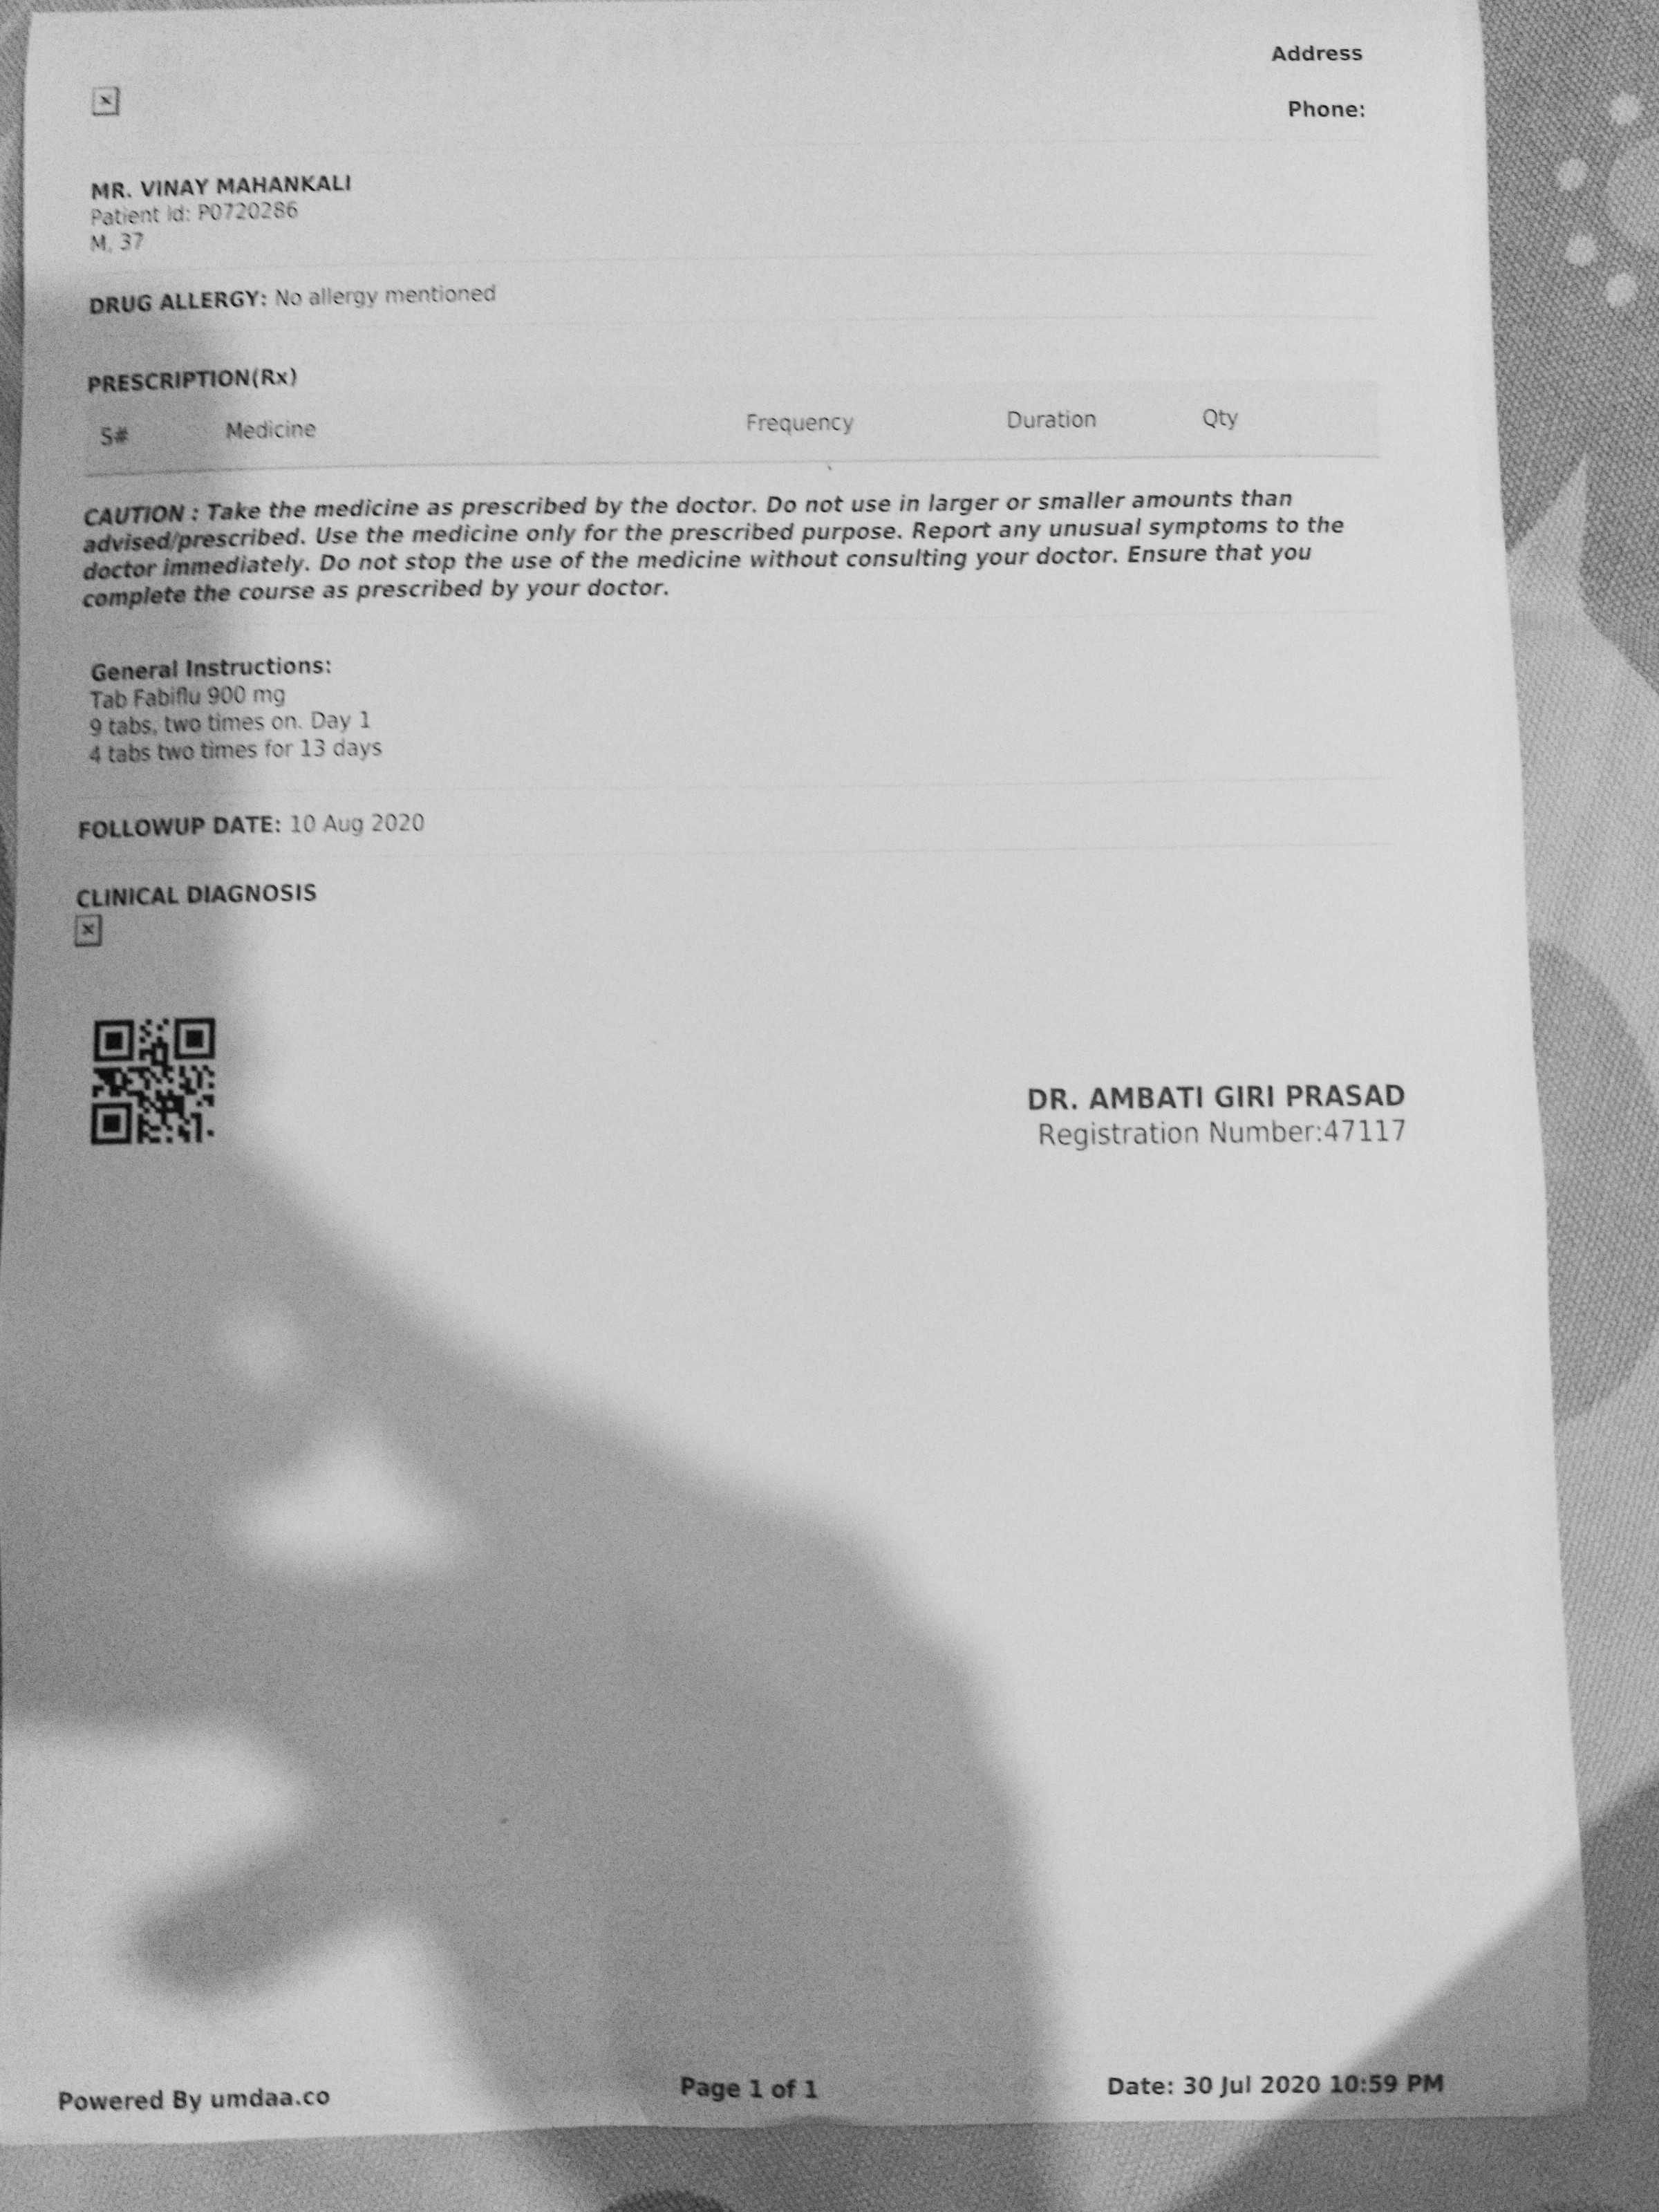 Address
Phone:
MR. VINAY MAHANKALI
Patient Id: P0720286
M, 37
DRUG ALLERGY: No allergy mentioned
PRESCRIPTION(Rx)
S# Medicine Frequency Duration Qty
CAUTION : Take the medicine as prescribed by the doctor. Do not use in larger or smaller amounts than
advised/prescribed. Use the medicine only for the prescribed purpose. Report any unusual symptoms to the
doctor immediately. Do not stop the use of the medicine without consulting your doctor. Ensure that you
complete the course as prescribed by your doctor.
General Instructions:
Tab Fabiflu 900 mg
9 tabs, two times on. Day 1
4 tabs two times for 13 days
FOLLOWUP DATE: 10 Aug 2020
CLINICAL DIAGNOSIS
DR. AMBATI GIRI PRASAD
Registration Number:47117
Powered By umdaa.co Page 1 of 1 Date: 30 Jul 2020 10:59 PM